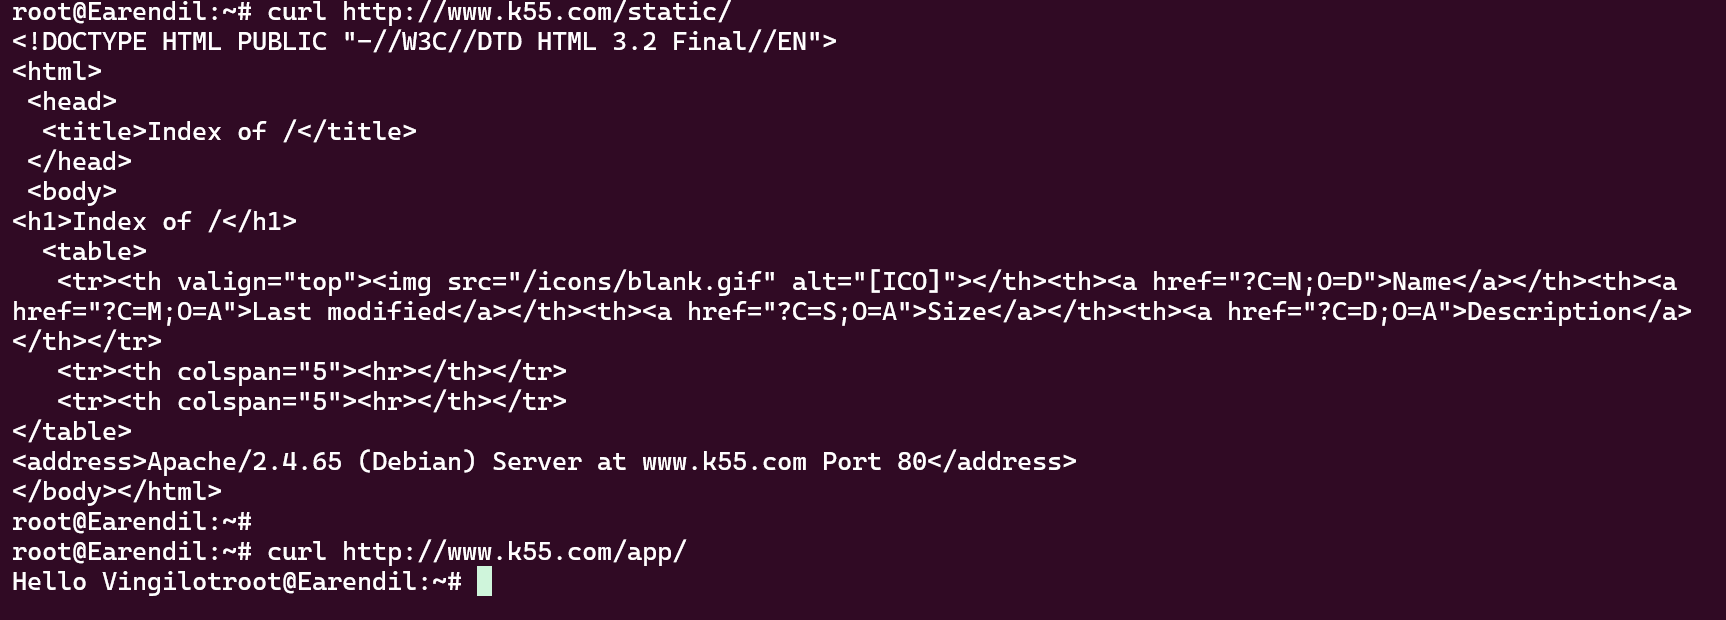 root@Earendil:~# curl http://www.k55.com/static/
<!DOCTYPE HTML PUBLIC "-//W3C//DTD HTML 3.2 Final//EN">
<html>
 <head>
  <title>Index of /</title>
 </head>
 <body>
<h1>Index of /</h1>
  <table>
   <tr><th valign="top"><img src="/icons/blank.gif" alt="[ICO]"></th><th><a href="?C=N;O=D">Name</a></th><th><a
href="?C=M;O=A">Last modified</a></th><th><a href="?C=S;O=A">Size</a></th><th><a href="?C=D;O=A">Description</a>
</th></tr>
   <tr><th colspan="5"><hr></th></tr>
   <tr><th colspan="5"><hr></th></tr>
</table>
<address>Apache/2.4.65 (Debian) Server at www.k55.com Port 80</address>
</body></html>
root@Earendil:~#
root@Earendil:~# curl http://www.k55.com/app/
Hello Vingilotroot@Earendil:~#